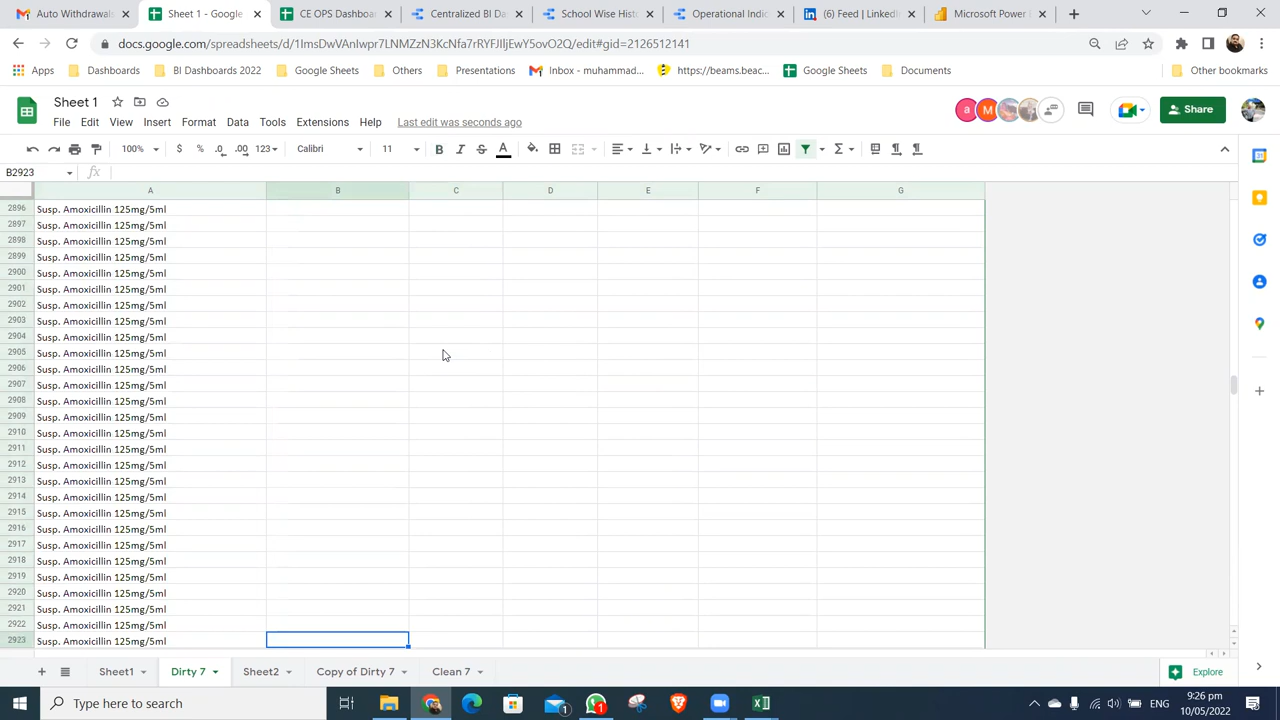 Auto Withdrawals
Sheet 1 - Google
CE OPS Dashboar
Centralized BI Da
School Wise Hist
Operational Indi
(6) Feed | LinkedIn
Microsoft Power
docs.google.com/spreadsheets/d/1ImsDwVAnIwpr7LNMZzN3KcNfa7rYFJIljEwY5rvO2Q/edit#gid=2126512141
Apps
Dashboards
BI Dashboards 2022
Google Sheets
Others
Presentations
Inbox - muhammad...
https://beams.beac...
Google Sheets
Documents
Other bookmarks
Sheet 1
File Edit View Insert Format Data Tools Extensions Help
Last edit was seconds ago
a M
Share
100% $ % .0 .00 123 Calibri 11 B I S A
B2923 fx
A B C D E F G
2896 Susp. Amoxicillin 125mg/5ml
2897 Susp. Amoxicillin 125mg/5ml
2898 Susp. Amoxicillin 125mg/5ml
2899 Susp. Amoxicillin 125mg/5ml
2900 Susp. Amoxicillin 125mg/5ml
2901 Susp. Amoxicillin 125mg/5ml
2902 Susp. Amoxicillin 125mg/5ml
2903 Susp. Amoxicillin 125mg/5ml
2904 Susp. Amoxicillin 125mg/5ml
2905 Susp. Amoxicillin 125mg/5ml
2906 Susp. Amoxicillin 125mg/5ml
2907 Susp. Amoxicillin 125mg/5ml
2908 Susp. Amoxicillin 125mg/5ml
2909 Susp. Amoxicillin 125mg/5ml
2910 Susp. Amoxicillin 125mg/5ml
2911 Susp. Amoxicillin 125mg/5ml
2912 Susp. Amoxicillin 125mg/5ml
2913 Susp. Amoxicillin 125mg/5ml
2914 Susp. Amoxicillin 125mg/5ml
2915 Susp. Amoxicillin 125mg/5ml
2916 Susp. Amoxicillin 125mg/5ml
2917 Susp. Amoxicillin 125mg/5ml
2918 Susp. Amoxicillin 125mg/5ml
2919 Susp. Amoxicillin 125mg/5ml
2920 Susp. Amoxicillin 125mg/5ml
2921 Susp. Amoxicillin 125mg/5ml
2922 Susp. Amoxicillin 125mg/5ml
2923 Susp. Amoxicillin 125mg/5ml
Sheet1
Dirty 7
Sheet2
Copy of Dirty 7
Clean 7
Explore
Type here to search
1
1
ENG
9:26 pm
10/05/2022